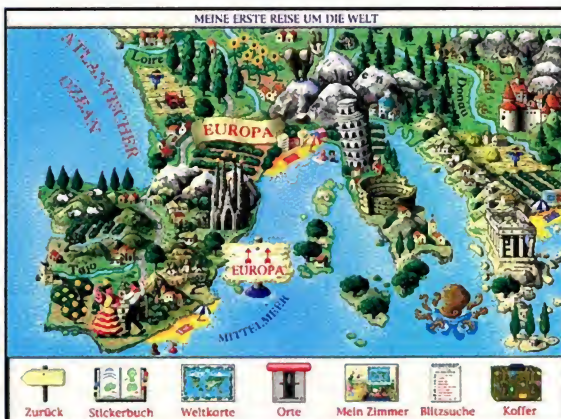 MEINE ERSTE REISE UM DIE WELT
ATLANTISCHER
OZEAN
Loire
EUROPA
Donau
Tajo
EUROPA
MITTELMEER
Zurück
Stickerbuch
Weltkarte
Orte
Mein Zimmer
Blitzsuche
Koffer